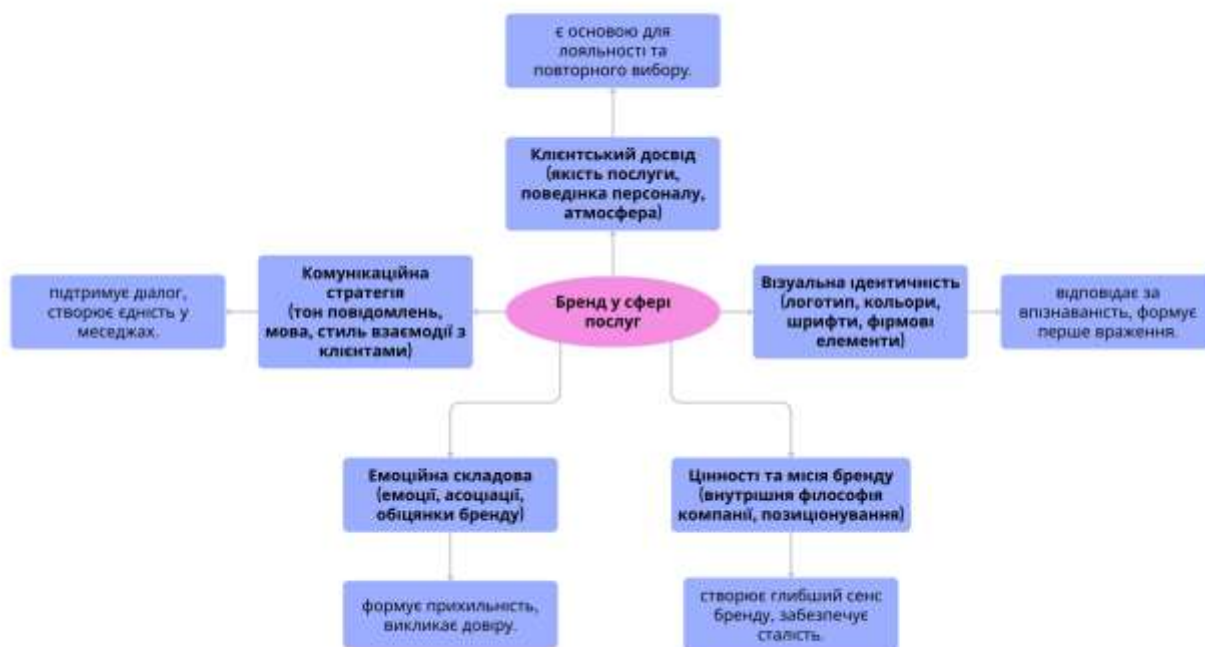 є основою для
лояльності та
повторного вибору.
Клієнтський досвід
(якість послуги,
поведінка персоналу,
атмосфера)
підтримує діалог,
створює єдність у
меседжах.
Комунікаційна
стратегія
(тон повідомлень,
мова, стиль взаємодії з
клієнтами)
Бренд у сфері
послуг
Візуальна ідентичність
(логотип, кольори,
шрифти, фірмові
елементи)
відповідає за
впізнаваність, формує
перше враження.
Емоційна складова
(емоції, асоціації,
обіцянки бренду)
Цінності та місія бренду
(внутрішня філософія
компанії, позиціонування)
формує прихильність,
викликає довіру.
створює глибший сенс
бренду, забезпечує
сталість.